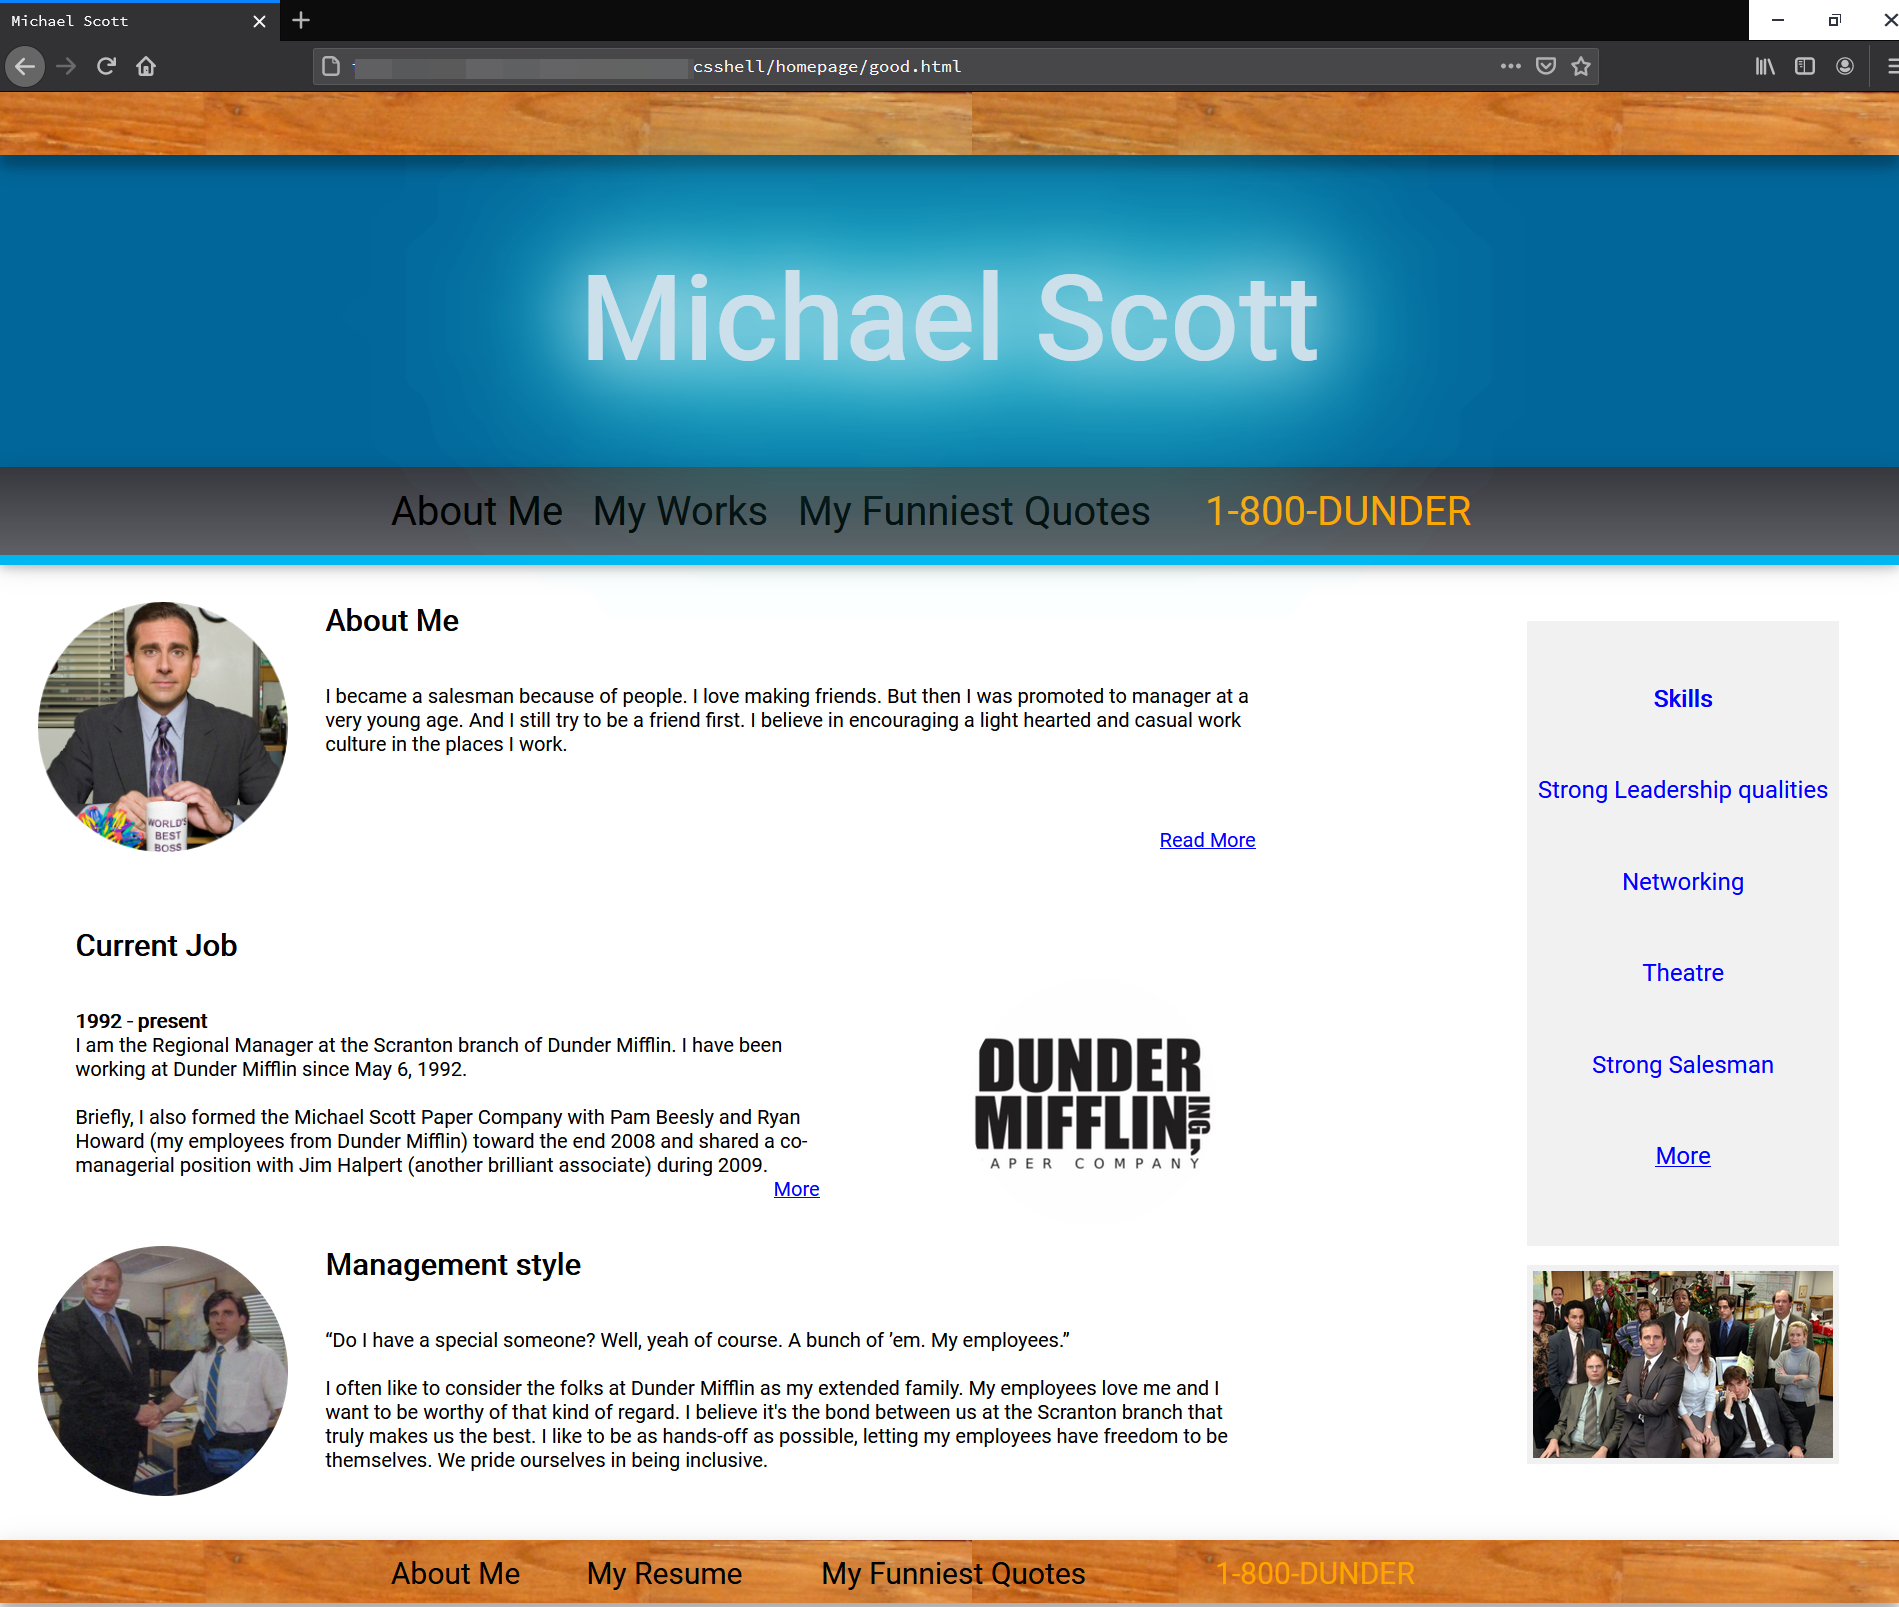 Michael Scott
csshell/homepage/good.html
Michael Scott
About Me My Works My Funniest Quotes 1-800-DUNDER
About Me
I became a salesman because of people. I love making friends. But then I was promoted to manager at a
very young age. And I still try to be a friend first. I believe in encouraging a light hearted and casual work
culture in the places I work.
WORLD'S
BEST
BOSS
Read More
Current Job
1992 - present
I am the Regional Manager at the Scranton branch of Dunder Mifflin. I have been
working at Dunder Mifflin since May 6, 1992.
Briefly, I also formed the Michael Scott Paper Company with Pam Beesly and Ryan
Howard (my employees from Dunder Mifflin) toward the end 2008 and shared a co-
managerial position with Jim Halpert (another brilliant associate) during 2009.
More
DUNDER
MIFFLIN ING,
APER COMPANY
Management style
“Do I have a special someone? Well, yeah of course. A bunch of ’em. My employees.”
I often like to consider the folks at Dunder Mifflin as my extended family. My employees love me and I
want to be worthy of that kind of regard. I believe it's the bond between us at the Scranton branch that
truly makes us the best. I like to be as hands-off as possible, letting my employees have freedom to be
themselves. We pride ourselves in being inclusive.
Skills
Strong Leadership qualities
Networking
Theatre
Strong Salesman
More
About Me My Resume My Funniest Quotes 1-800-DUNDER